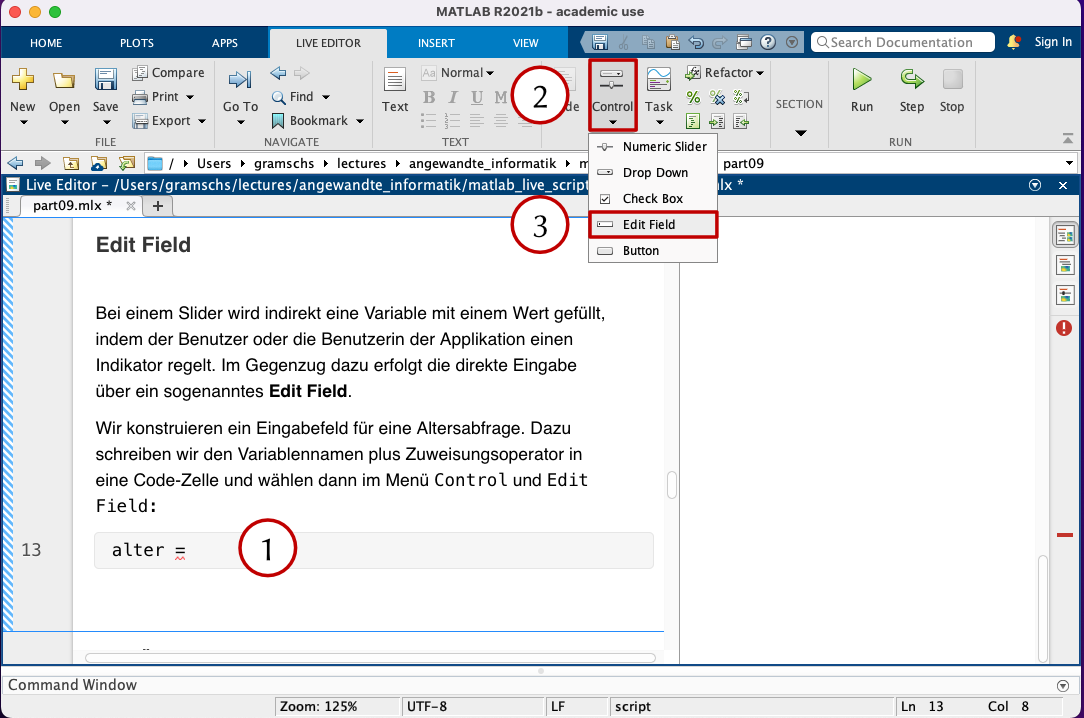 MATLAB R2021b - academic use
HOME PLOTS APPS LIVE EDITOR INSERT VIEW Search Documentation Sign In
New Open Save Compare Print Export
FILE
Go To Find Bookmark
NAVIGATE
Text Aa Normal B I U M
TEXT
2 de Control Task Refactor
SECTION
Run Step Stop
RUN
/ Users gramschs lectures angewandte_informatik m part09
Live Editor - /Users/gramschs/lectures/angewandte_informatik/matlab_live_script lx *
part09.mlx * +
Numeric Slider
Drop Down
Check Box
3 Edit Field
Button
Edit Field
Bei einem Slider wird indirekt eine Variable mit einem Wert gefüllt,
indem der Benutzer oder die Benutzerin der Applikation einen
Indikator regelt. Im Gegenzug dazu erfolgt die direkte Eingabe
über ein sogenanntes Edit Field.
Wir konstruieren ein Eingabefeld für eine Altersabfrage. Dazu
schreiben wir den Variablennamen plus Zuweisungsoperator in
eine Code-Zelle und wählen dann im Menü Control und Edit
Field:
13 alter = 1
Command Window
Zoom: 125% UTF-8 LF script Ln 13 Col 8